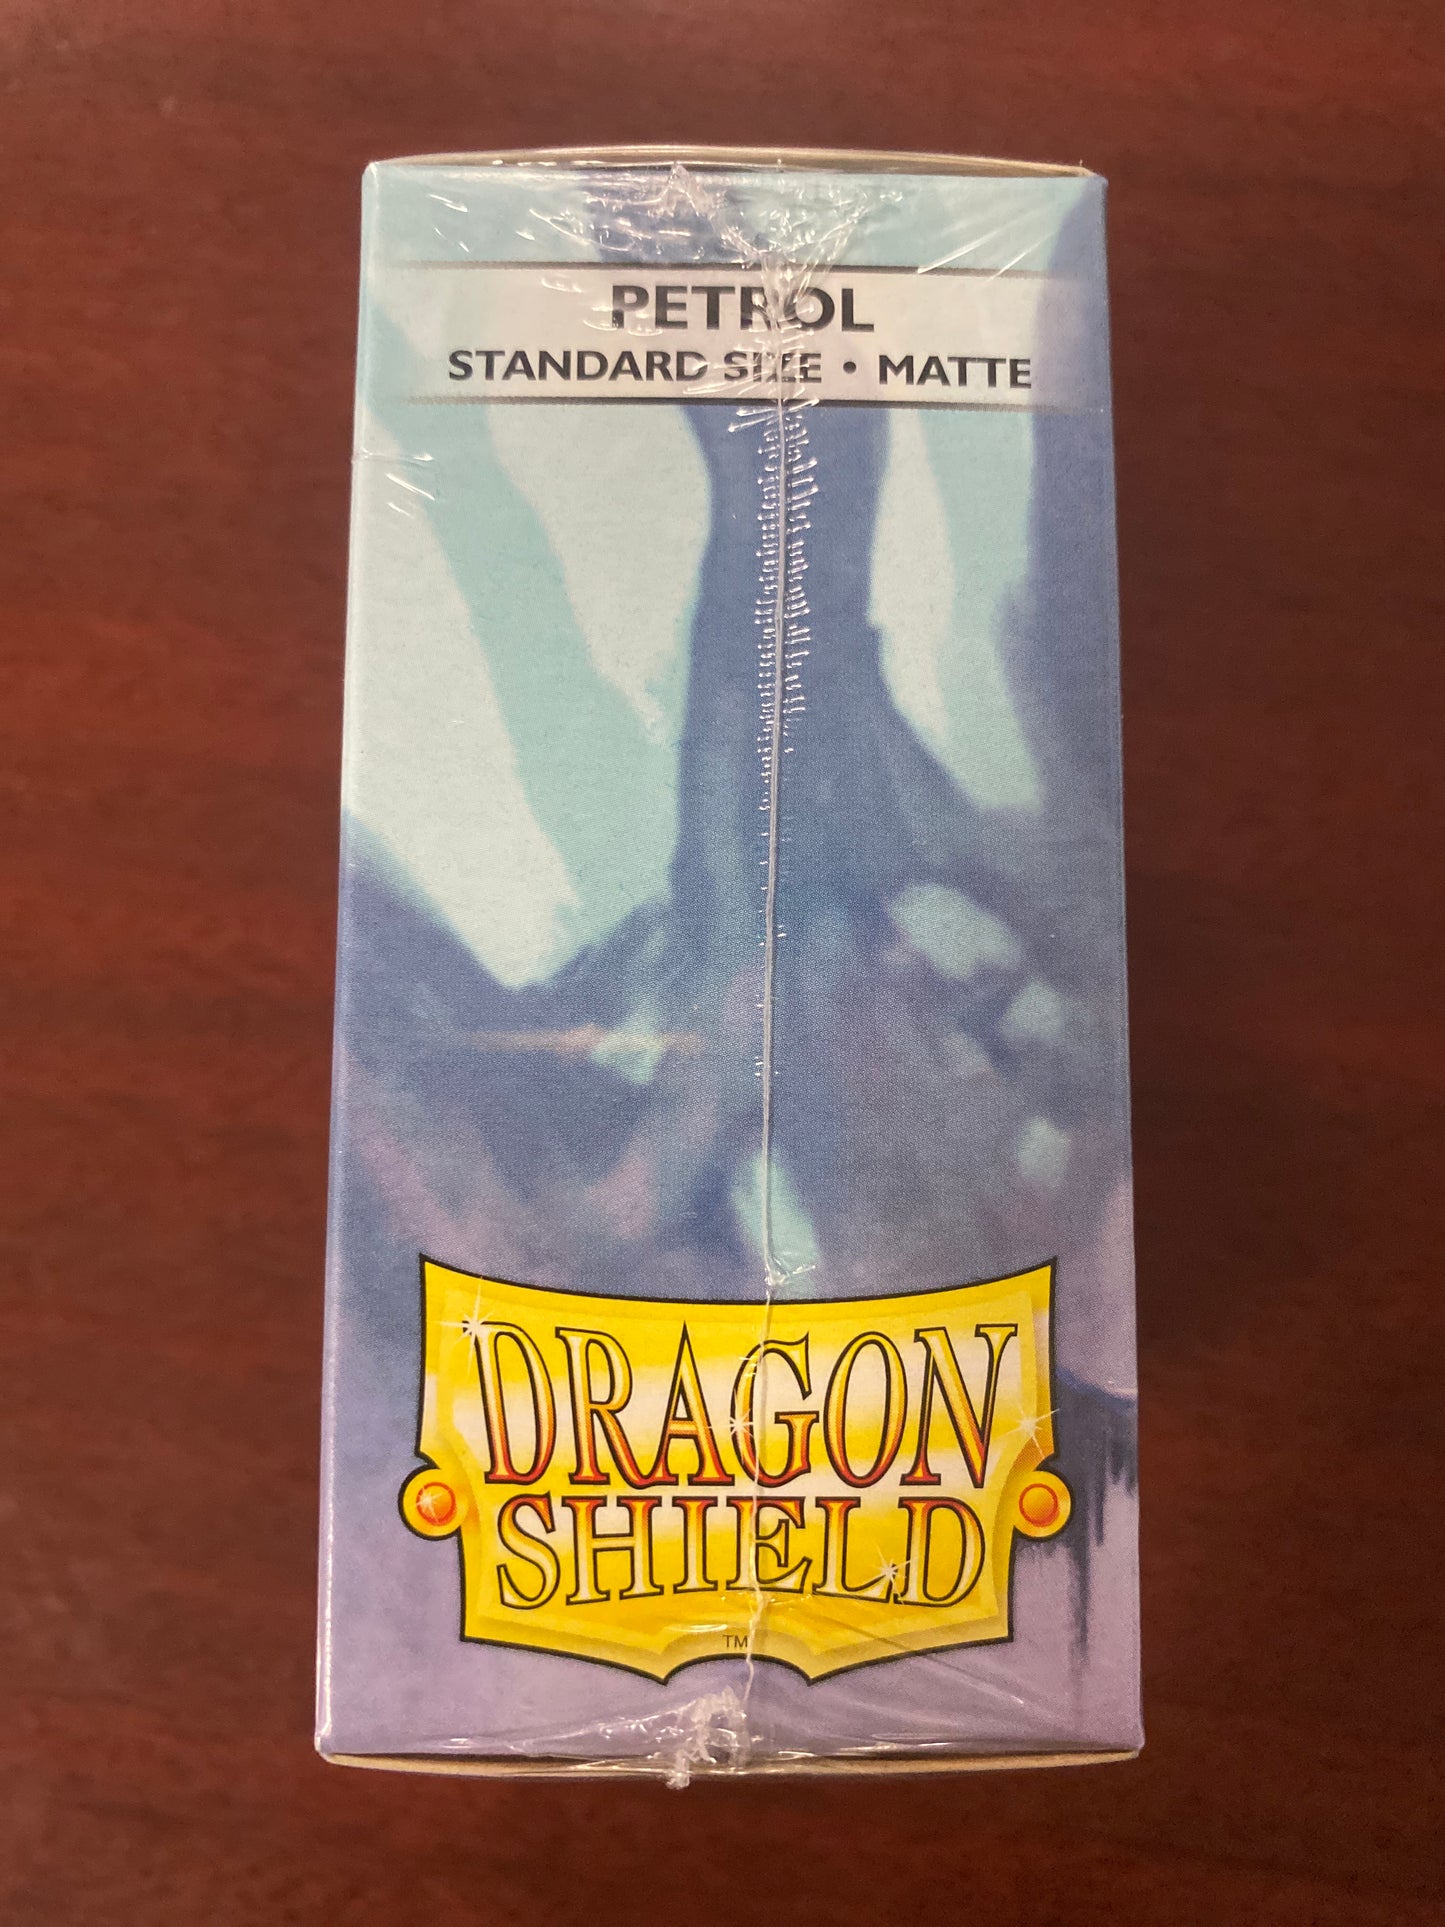 PETROL
STANDARD SIZE • MATTE
DRAGON
SHIELD
TM